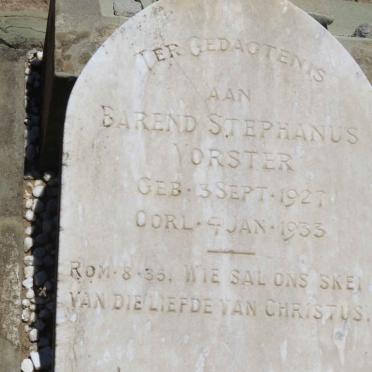 TER GEDAGTENIS
AAN
BAREND STEPHANUS
VORSTER
GEB · 3 SEPT · 1927
OORL · 4 JAN · 1933
ROM · 8 · 35. WIE SAL ONS SKEI
VAN DIE LIEFDE VAN CHRISTUS.